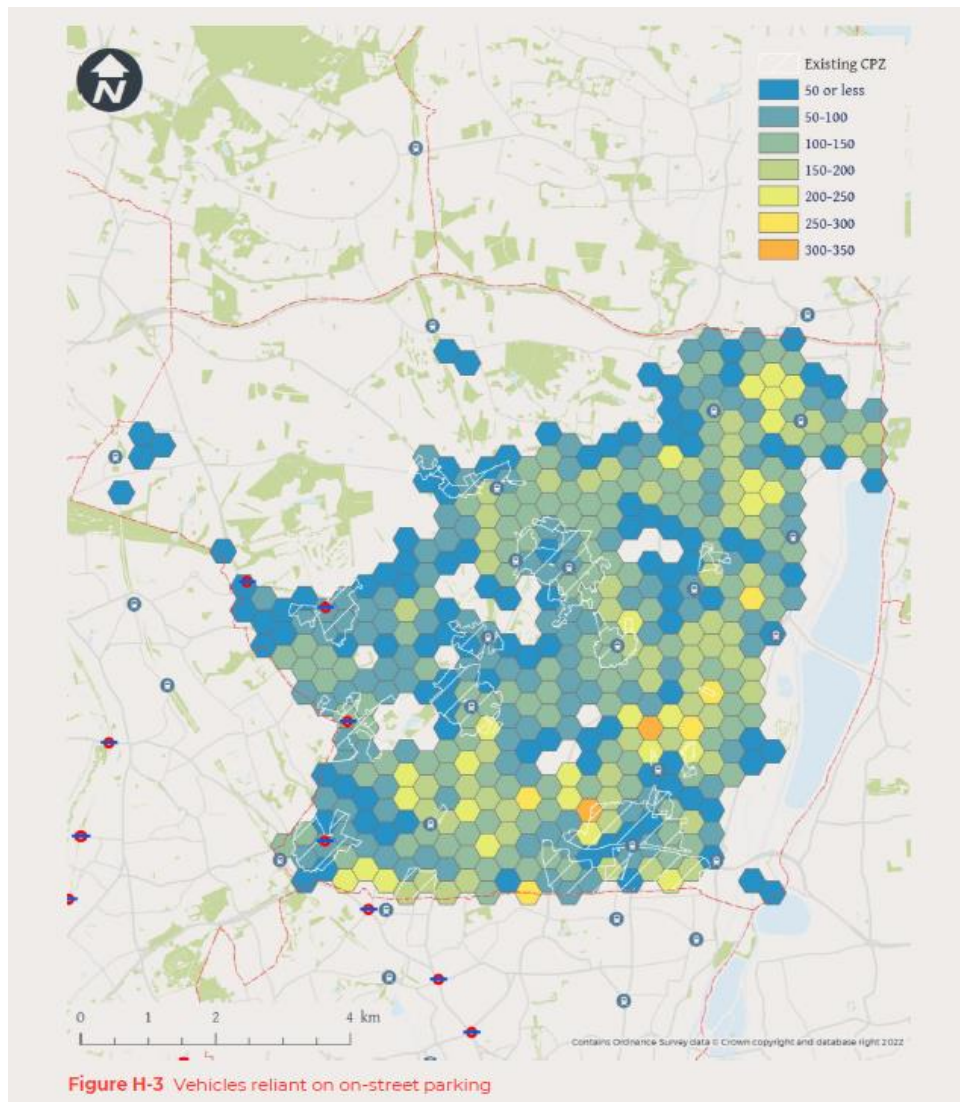 N
Existing CPZ
50 or less
50-100
100-150
150-200
200-250
250-300
300-350
0 1 2 4 km
Contains Ordnance Survey data © Crown copyright and database right 2022
Figure H-3 Vehicles reliant on on-street parking